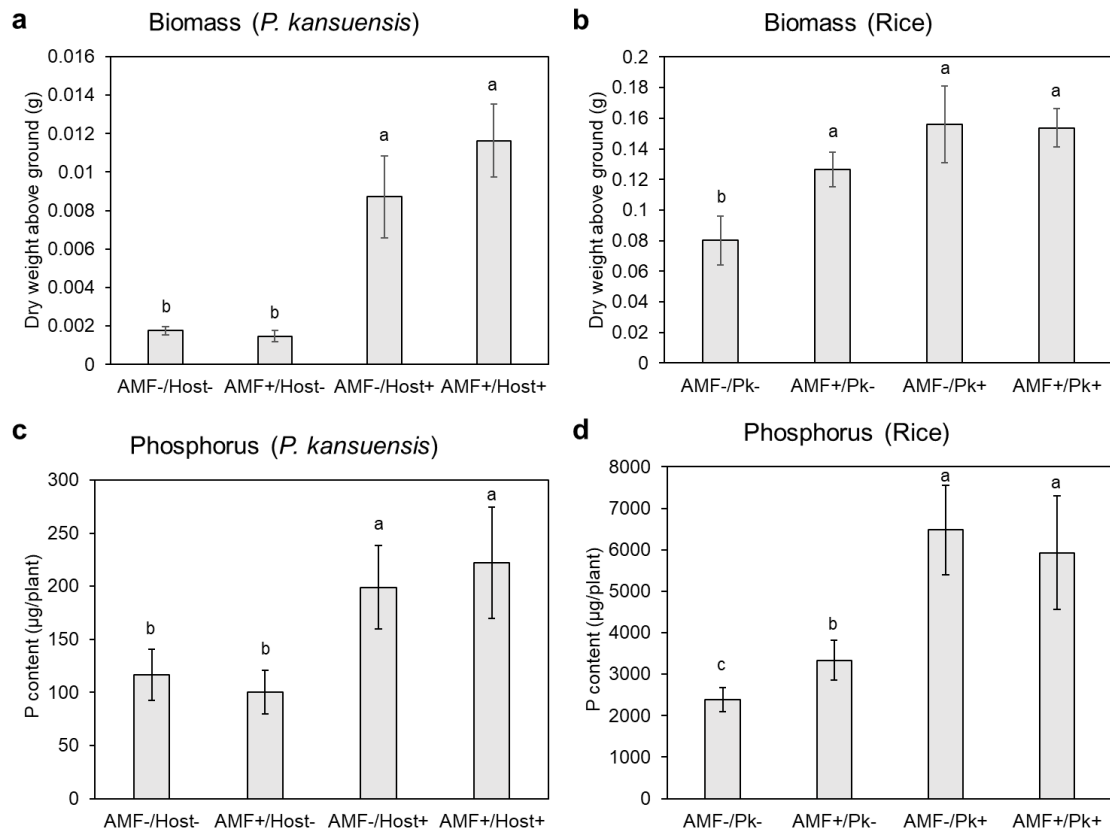 a
Biomass (P. kansuensis)
Dry weight above ground (g)
0.016
0.014
0.012
0.01
0.008
0.006
0.004
0.002
0
b
b
a
a
AMF-/Host-
AMF+/Host-
AMF-/Host+
AMF+/Host+
b
Biomass (Rice)
Dry weight above ground (g)
0.2
0.18
0.16
0.14
0.12
0.1
0.08
0.06
0.04
0.02
0
b
a
a
a
AMF-/Pk-
AMF+/Pk-
AMF-/Pk+
AMF+/Pk+
c
Phosphorus (P. kansuensis)
P content (μg/plant)
300
250
200
150
100
50
0
b
b
a
a
AMF-/Host-
AMF+/Host-
AMF-/Host+
AMF+/Host+
d
Phosphorus (Rice)
P content (μg/plant)
8000
7000
6000
5000
4000
3000
2000
1000
0
c
b
a
a
AMF-/Pk-
AMF+/Pk-
AMF-/Pk+
AMF+/Pk+